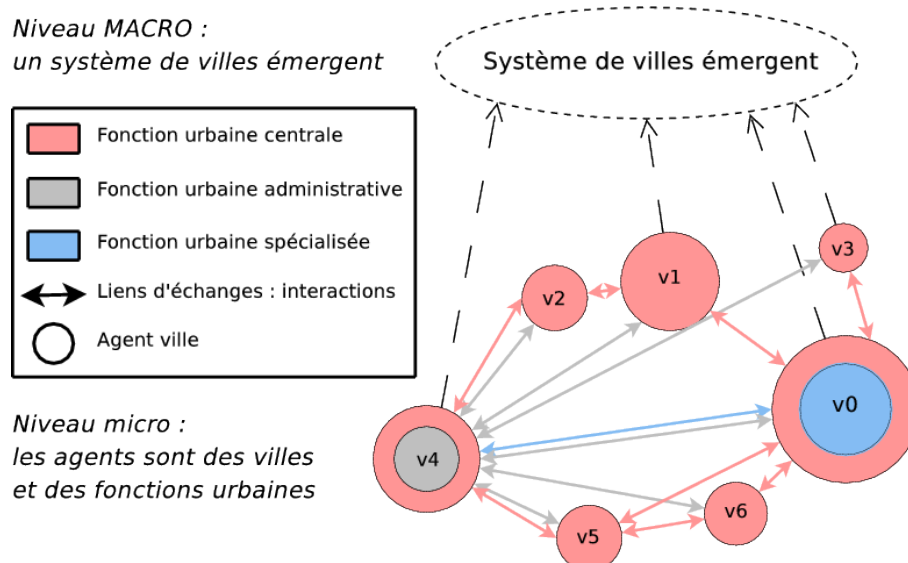 Niveau MACRO :
un système de villes émergent
Système de villes émergent
Fonction urbaine centrale
Fonction urbaine administrative
Fonction urbaine spécialisée
Liens d'échanges : interactions
Agent ville
v3
v1
v2
v0
Niveau micro :
les agents sont des villes
et des fonctions urbaines
v4
v6
v5